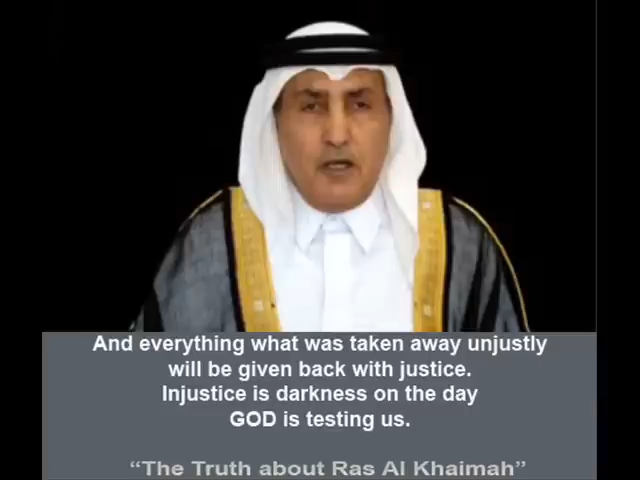 And everything what was taken away unjustly
will be given back with justice.
Injustice is darkness on the day
GOD is testing us.
“The Truth about Ras Al Khaimah”